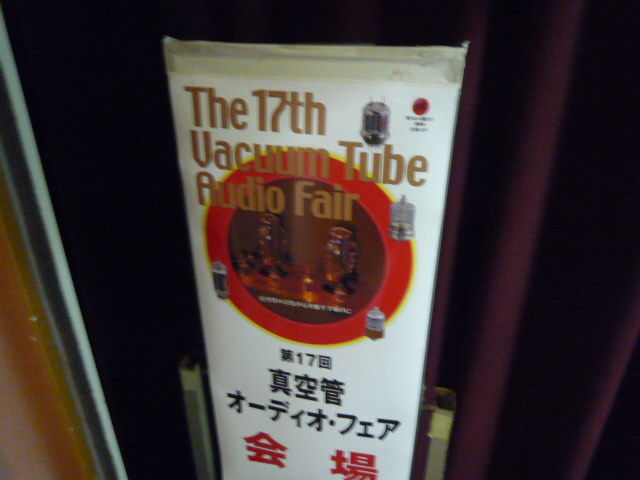 The 17th
Vacuum Tube
Audio Fair
第17回
真空管
オーディオ・フェア
会場